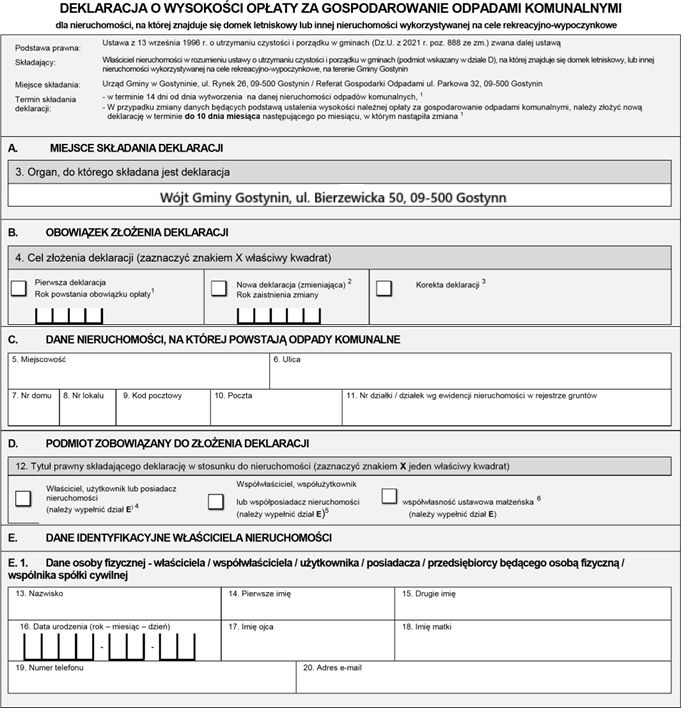 DEKLARACJA O WYSOKOŚCI OPŁATY ZA GOSPODAROWANIE ODPADAMI KOMUNALNYMI
dla nieruchomości, na której znajduje się domek letniskowy lub innej nieruchomości wykorzystywanej na cele rekreacyjno-wypoczynkowe
Podstawa prawna: Ustawa z 13 września 1996 r. o utrzymaniu czystości i porządku w gminach (Dz.U. z 2021 r. poz. 888 ze zm.) zwana dalej ustawą
Składający: Właściciel nieruchomości w rozumieniu ustawy o utrzymaniu czystości i porządku w gminach (podmiot wskazany w dziale D), na której znajduje się domek letniskowy, lub innej
nieruchomości wykorzystywanej na cele rekreacyjno-wypoczynkowe, na terenie Gminy Gostynin
Miejsce składania: Urząd Gminy w Gostyninie, ul. Rynek 26, 09-500 Gostynin / Referat Gospodarki Odpadami ul. Parkowa 32, 09-500 Gostynin
Termin składania - w terminie 14 dni od dnia wytworzenia na danej nieruchomości odpadów komunalnych, 1
deklaracji: - W przypadku zmiany danych będących podstawą ustalenia wysokości należnej opłaty za gospodarowanie odpadami komunalnymi, należy złożyć nową
deklarację w terminie do 10 dnia miesiąca następującego po miesiącu, w którym nastąpiła zmiana 1
A. MIEJSCE SKŁADANIA DEKLARACJI
3. Organ, do którego składana jest deklaracja
Wójt Gminy Gostynin, ul. Bierzewicka 50, 09-500 Gostynn
B. OBOWIĄZEK ZŁOŻENIA DEKLARACJI
4. Cel złożenia deklaracji (zaznaczyć znakiem X właściwy kwadrat)
Pierwsza deklaracja
Rok powstania obowiązku opłaty1
Nowa deklaracja (zmieniająca) 2
Rok zaistnienia zmiany
Korekta deklaracji 3
C. DANE NIERUCHOMOŚCI, NA KTÓREJ POWSTAJĄ ODPADY KOMUNALNE
5. Miejscowość 6. Ulica
7. Nr domu 8. Nr lokalu 9. Kod pocztowy 10. Poczta 11. Nr działki / działek wg ewidencji nieruchomości w rejestrze gruntów
D. PODMIOT ZOBOWIĄZANY DO ZŁOŻENIA DEKLARACJI
12. Tytuł prawny składającego deklarację w stosunku do nieruchomości (zaznaczyć znakiem X jeden właściwy kwadrat)
Właściciel, użytkownik lub posiadacz
nieruchomości
(należy wypełnić dział E) 4
Współwłaściciel, współużytkownik
lub współposiadacz nieruchomości
(należy wypełnić dział E)5
współwłasność ustawowa małżeńska 6
(należy wypełnić dział E)
E. DANE IDENTYFIKACYJNE WŁAŚCICIELA NIERUCHOMOŚCI
E. 1. Dane osoby fizycznej - właściciela / współwłaściciela / użytkownika / posiadacza / przedsiębiorcy będącego osobą fizyczną /
wspólnika spółki cywilnej
13. Nazwisko 14. Pierwsze imię 15. Drugie imię
16. Data urodzenia (rok – miesiąc – dzień) 17. Imię ojca 18. Imię matki
- -
19. Numer telefonu 20. Adres e-mail